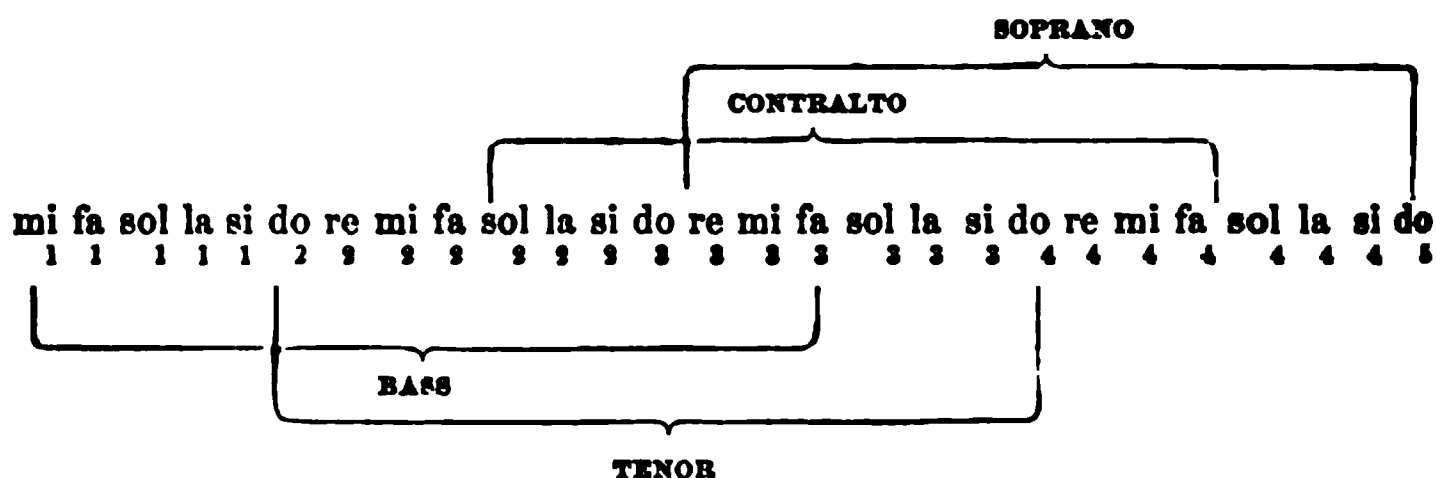 SOPRANO
CONTRALTO
mi fa sol la si do re mi fa sol la si do re mi fa sol la si do re mi fa sol la si do
1 1 1 1 1 2 2 2 2 2 2 2 3 3 3 3 3 3 3 4 4 4 4 4 4 4 5
BASS
TENOR